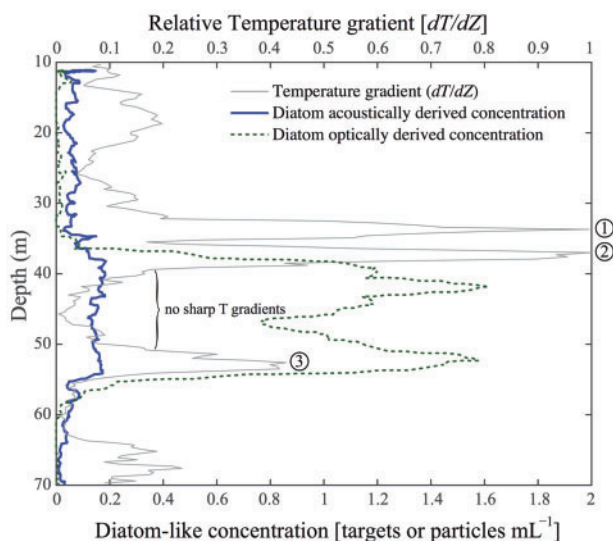 Relative Temperature gratient [dT/dZ]
0 0.1 0.2 0.3 0.4 0.5 0.6 0.7 0.8 0.9 1
10
Temperature gradient (dT/dZ)
Diatom acoustically derived concentration
20
Diatom optically derived concentration
30
①
②
Depth (m)
40
no sharp T gradients
50
③
60
70
0 0.2 0.4 0.6 0.8 1 1.2 1.4 1.6 1.8 2
Diatom-like concentration [targets or particles mL⁻¹]